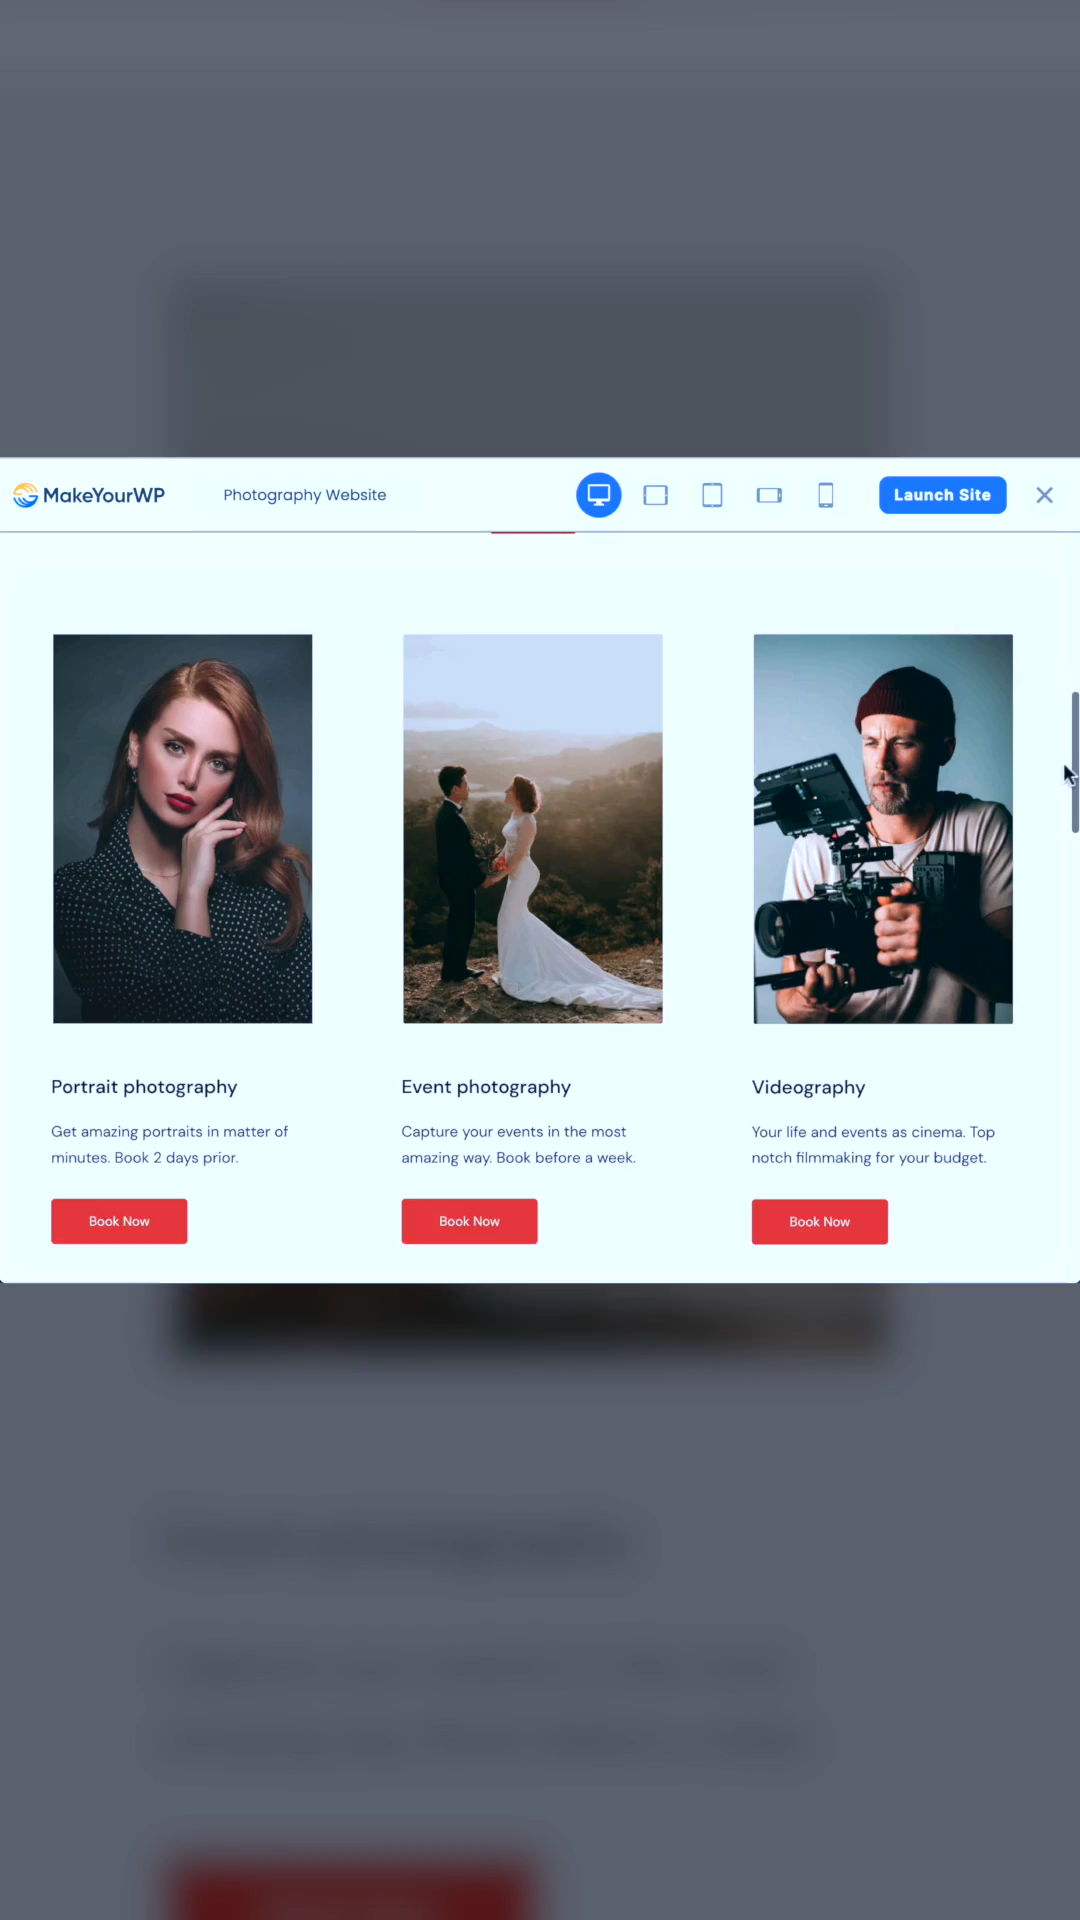 MakeYourWP
Photography Website
Launch Site
Portrait photography
Get amazing portraits in matter of
minutes. Book 2 days prior.
Book Now
Event photography
Capture your events in the most
amazing way. Book before a week.
Book Now
Videography
Your life and events as cinema. Top
notch filmmaking for your budget.
Book Now